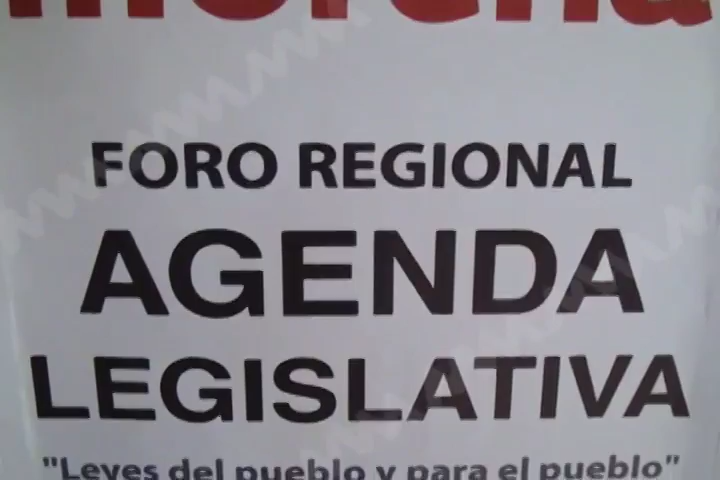 morena
FORO REGIONAL
AGENDA
LEGISLATIVA
"Leyes del pueblo y para el pueblo"